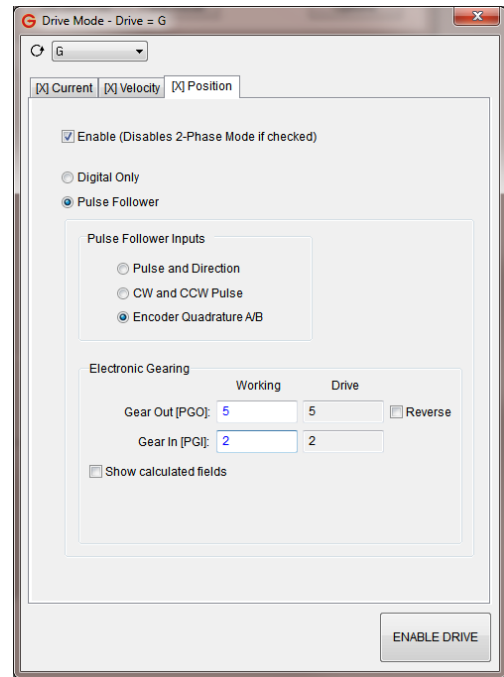 Drive Mode - Drive = G
G
[X] Current [X] Velocity [X] Position
Enable (Disables 2-Phase Mode if checked)
Digital Only
Pulse Follower
Pulse Follower Inputs
Pulse and Direction
CW and CCW Pulse
Encoder Quadrature A/B
Electronic Gearing
Working Drive
Gear Out [PGO]: 5 5 Reverse
Gear In [PGI]: 2 2
Show calculated fields
ENABLE DRIVE